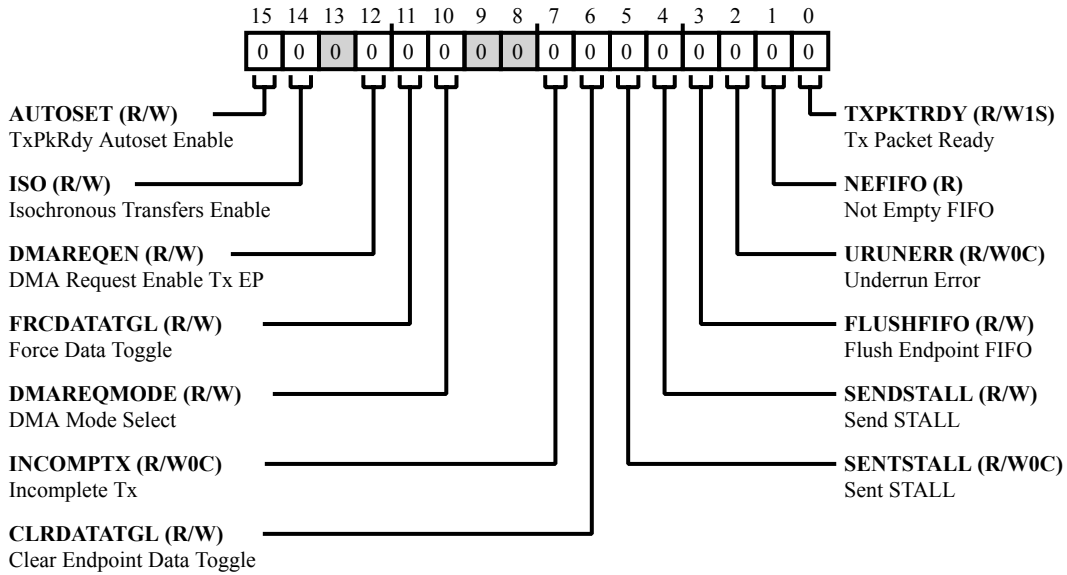 15 14 13 12 11 10 9 8 7 6 5 4 3 2 1 0
0 0 0 0 0 0 0 0 0 0 0 0 0 0 0 0
AUTOSET (R/W)
TxPkRdy Autoset Enable
ISO (R/W)
Isochronous Transfers Enable
DMAREQEN (R/W)
DMA Request Enable Tx EP
FRCDATATGL (R/W)
Force Data Toggle
DMAREQMODE (R/W)
DMA Mode Select
INCOMPTX (R/W0C)
Incomplete Tx
CLRDATATGL (R/W)
Clear Endpoint Data Toggle
TXPKTRDY (R/W1S)
Tx Packet Ready
NEFIFO (R)
Not Empty FIFO
URUNERR (R/W0C)
Underrun Error
FLUSHFIFO (R/W)
Flush Endpoint FIFO
SENDSTALL (R/W)
Send STALL
SENTSTALL (R/W0C)
Sent STALL